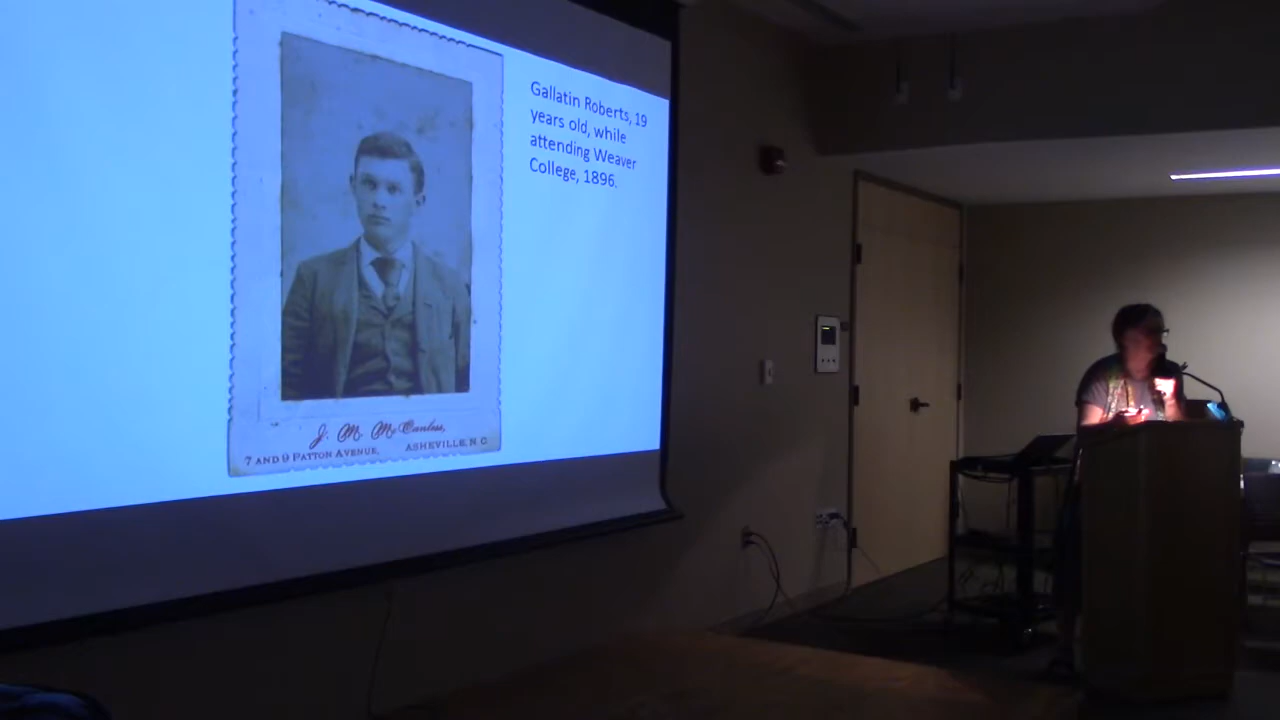 Gallatin Roberts, 19
years old, while
attending Weaver
College, 1896.
J. M. McCanless,
7 AND 9 PATTON AVENUE, ASHEVILLE, N.C.